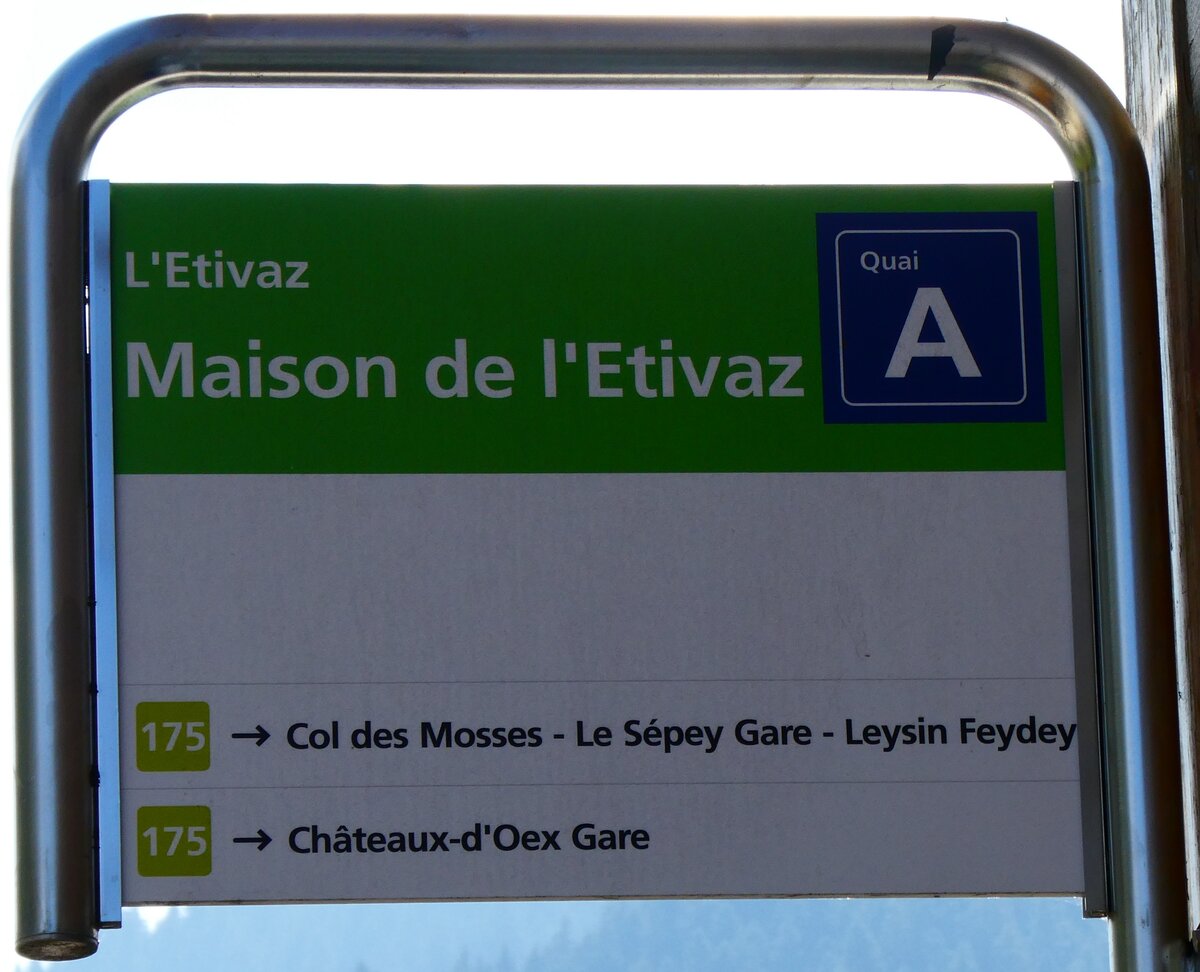 L'Etivaz
Maison de l'Etivaz
Quai
A
175 → Col des Mosses - Le Sépey Gare - Leysin Feydey
175 → Châteaux-d'Oex Gare